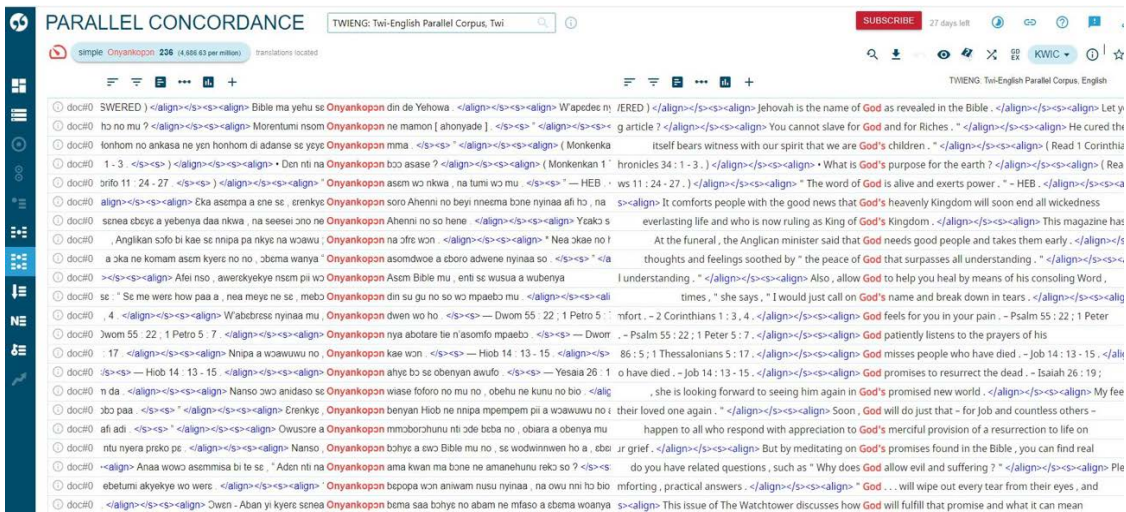 PARALLEL CONCORDANCE
TWIENG: Twi-English Parallel Corpus, Twi
SUBSCRIBE 27 days left
simple Onyankopɔn 236 (4,686.63 per million) translations located
KWIC
TWIENG: Twi-English Parallel Corpus, English
doc#0 SWERED ) </align></s><s><align> Bible ma yehu sɛ Onyankopɔn din de Yehowa . </align></s><s><align> W'apɛdeɛ /ERED ) </align></s><s><align> Jehovah is the name of God as revealed in the Bible . </align></s><s><align> Let
doc#0 hɔ no mu ? </align></s><s><align> Morentumi nsom Onyankopɔn ne mamon [ ahonyade ] . </s><s> " </align></s><s> g article ? </align></s><s><align> You cannot slave for God and for Riches . " </align></s><s><align> He cured the
doc#0 honhom no ankasa ne yɛn honhom di adanse sɛ yɛyɛ Onyankopɔn mma . </align></s><s><align> ( Monkenkan itself bears witness with our spirit that we are God's children . " </align></s><s><align> ( Read 1 Corinthia
doc#0 1 - 3 . </s><s> ) </align></s><s><align> • Dɛn nti na Onyankopɔn bɔɔ asase ? </align></s><s><align> ( Monkenkan 1 hronicles 34 : 1 - 3 . ) </align></s><s><align> • What is God's purpose for the earth ? </align></s><s><align> ( Rea
doc#0 brifo 11 : 24 - 27 . </s><s> ) </align></s><s><align> " Onyankopɔn asɛm wɔ nkwa , na tumi wɔ mu . </s><s> " — HEB . ws 11 : 24 - 27 . ) </align></s><s><align> " The word of God is alive and exerts power . " – HEB . </align></s><s><a
doc#0 align></s><s><align> Ɛka asɛmpa a ɛne sɛ , ɛrenkyɛ Onyankopɔn soro Ahenni no beyi nneɛma bone nyinaa afi hɔ , na s><align> It comforts people with the good news that God's heavenly Kingdom will soon end all wickedness
doc#0 sɛnea ɛbɛyɛ a yebenya daa nkwa , na seesei ɔno ne Onyankopɔn Ahenni no so hene . </align></s><s><align> Yɛakɔ s everlasting life and who is now ruling as King of God's Kingdom . </align></s><s><align> This magazine has
doc#0 , Anglikan sɔfo bi kae sɛ nnipa pa nkyɛ na wɔawu ; Onyankopɔn na ɔfrɛ wɔn . </align></s><s><align> " Nea ɔkae no At the funeral , the Anglican minister said that God needs good people and takes them early . </align></s
doc#0 a ɔka ne komam asɛm kyerɛ no no , ɔbɛma wanya " Onyankopɔn asomdwoe a ɛboro adwene nyinaa so . </s><s> " </a thoughts and feelings soothed by " the peace of God that surpasses all understanding . " </align></s><s
doc#0 ></s><s><align> Afei nso , awerɛkyekye nsɛm pii wɔ Onyankopɔn Asɛm Bible mu , enti sɛ wusua a wubenya l understanding . " </align></s><s><align> Also , allow God to help you heal by means of his consoling Word ,
doc#0 sɛ : " Sɛ me werɛ how paa a , nea meyɛ ne sɛ , mebɔ Onyankopɔn din su gu no so wɔ mpaebɔ mu . </align></s><s><ali times , " she says , " I would just call on God's name and break down in tears . </align></s><s><alig
doc#0 , 4 . </align></s><s><align> W'abɛbrɛsɛ nyinaa mu , Onyankopɔn dwen wo ho . </s><s> — Dwom 55 : 22 ; 1 Petro 5 : mfort . – 2 Corinthians 1 : 3 , 4 . </align></s><s><align> God feels for you in your pain . – Psalm 55 : 22 ; 1 Peter
doc#0 Dwom 55 : 22 ; 1 Petro 5 : 7 . </align></s><s><align> Onyankopɔn nya abotare tie n'asomfo mpaebɔ . </s><s> — Dwom . – Psalm 55 : 22 ; 1 Peter 5 : 7 . </align></s><s><align> God patiently listens to the prayers of his
doc#0 : 17 . </align></s><s><align> Nnipa a wɔawuwu no , Onyankopɔn kae wɔn . </s><s> — Hiob 14 : 13 - 15 . </align></s> 86 : 5 ; 1 Thessalonians 5 : 17 . </align></s><s><align> God misses people who have died . – Job 14 : 13 - 15 . </ali
doc#0 /s><s> — Hiob 14 : 13 - 15 . </align></s><s><align> Onyankopɔn ahyɛ bɔ sɛ obenyan awufo . </s><s> — Yesaia 26 : 1 o have died . – Job 14 : 13 - 15 . </align></s><s><align> God promises to resurrect the dead . – Isaiah 26 : 19 ;
doc#0 m da . </align></s><s><align> Nanso ɔwɔ anidaso sɛ Onyankopɔn wiase foforo no mu no , obehu ne kunu no bio . </alig , she is looking forward to seeing him again in God's promised new world . </align></s><s><align> My fee
doc#0 ɔbɔ paa . </s><s> " </align></s><s><align> Ɛrenkyɛ , Onyankopɔn benyan Hiob ne nnipa mpempem pii a wɔawuwu no their loved one again . " </align></s><s><align> Soon , God will do just that – for Job and countless others –
doc#0 afi adi . </s><s> " </align></s><s><align> Owusɔre a Onyankopɔn mmɔborɔhunu nti ɔde bɛba no , obiara a obenya mu happen to all who respond with appreciation to God's merciful provision of a resurrection to life on
doc#0 ntu nyera prɛko pɛ . </align></s><s><align> Nanso , Onyankopɔn bɔhyɛ a ɛwɔ Bible mu no , sɛ wodwinnwen ho a , ɛbɛ ur grief . </align></s><s><align> But by meditating on God's promises found in the Bible , you can find real
doc#0 <align> Anaa wowɔ asɛmmisa bi te sɛ , " Adɛn nti na Onyankopɔn ama kwan ma bɔne ne amanehunu rekɔ so ? </s><s> do you have related questions , such as " Why does God allow evil and suffering ? " </align></s><s><align> Ple
doc#0 ebetumi akyekye wo werɛ . </align></s><s><align> " Onyankopɔn bɛpopa wɔn aniwam nusu nyinaa , na owu nni hɔ bio mforting , practical answers . </align></s><s><align> " God . . . will wipe out every tear from their eyes , and
doc#0 . </align></s><s><align> Ɔwɛn - Aban yi kyerɛ sɛnea Onyankopɔn bɛma saa bɔhyɛ no abam ne mfaso a ɛbɛma woanya s><align> This issue of The Watchtower discusses how God will fulfill that promise and what it can mean